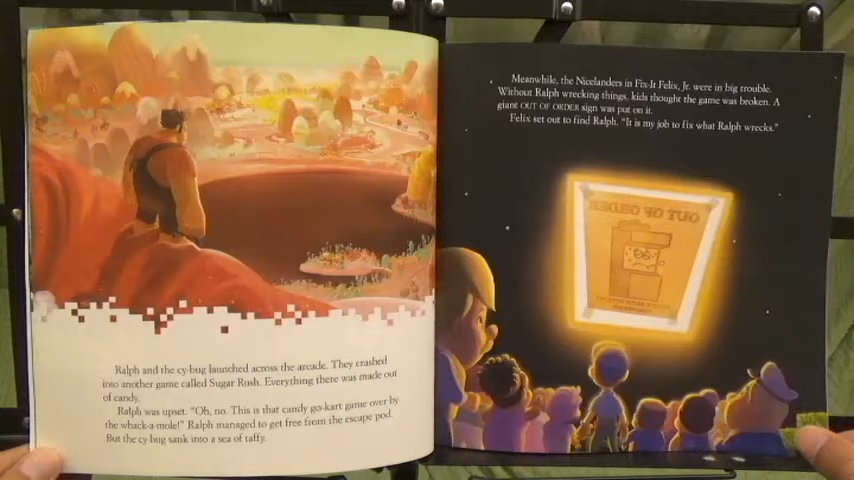 Ralph and the cy-bug launched across the arcade. They crashed
into another game called Sugar Rush. Everything there was made out
of candy.
Ralph was upset. "Oh, no. This is that candy go-kart game over by
the whack-a-mole!" Ralph managed to get free from the escape pod.
But the cy-bug sank into a sea of taffy.
Meanwhile, the Nicelanders in Fix-It Felix, Jr. were in big trouble.
Without Ralph wrecking things, kids thought the game was broken. A
giant OUT OF ORDER sign was put on it.
Felix set out to find Ralph. "It is my job to fix what Ralph wrecks."
OUT OF ORDER